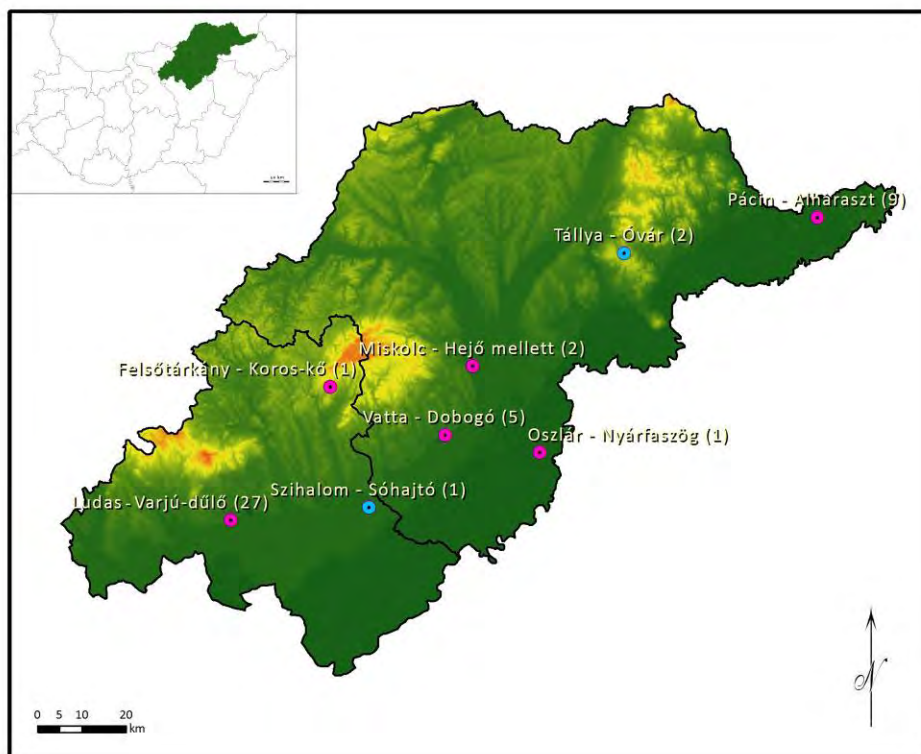 Pácin - Alharaszt (9)
Tállya - Óvár (2)
Miskolc - Hejő mellett (2)
Felsőtárkány - Koros-kő (1)
Vatta - Dobogó (5)
Oszlár - Nyárfaszög (1)
Szihalom - Sóhajtó (1)
Ludas - Varjú-dűlő (27)
N
0 5 10 20
km